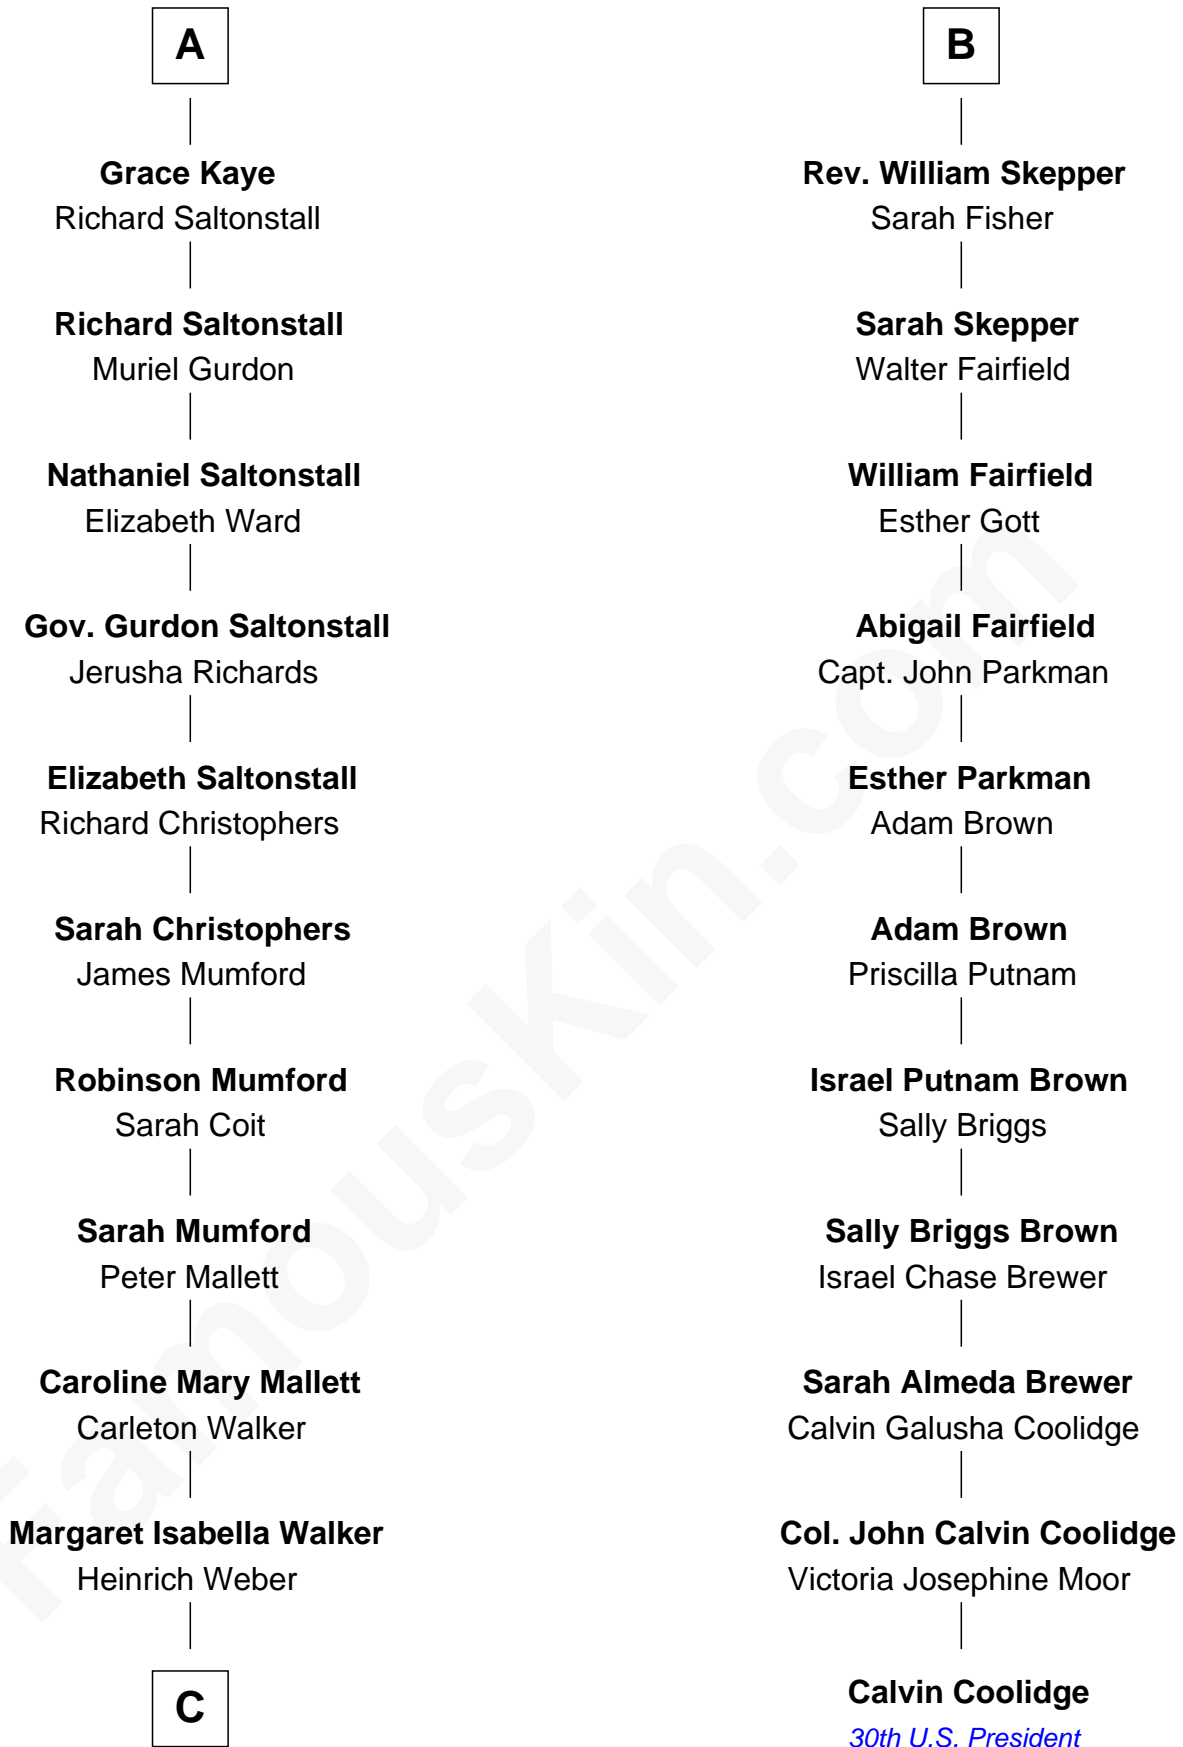 A
Grace Kaye
Richard Saltonstall
Richard Saltonstall
Muriel Gurdon
Nathaniel Saltonstall
Elizabeth Ward
Gov. Gurdon Saltonstall
Jerusha Richards
Elizabeth Saltonstall
Richard Christophers
Sarah Christophers
James Mumford
Robinson Mumford
Sarah Coit
Sarah Mumford
Peter Mallett
Caroline Mary Mallett
Carleton Walker
Margaret Isabella Walker
Heinrich Weber
C
B
Rev. William Skepper
Sarah Fisher
Sarah Skepper
Walter Fairfield
William Fairfield
Esther Gott
Abigail Fairfield
Capt. John Parkman
Esther Parkman
Adam Brown
Adam Brown
Priscilla Putnam
Israel Putnam Brown
Sally Briggs
Sally Briggs Brown
Israel Chase Brewer
Sarah Almeda Brewer
Calvin Galusha Coolidge
Col. John Calvin Coolidge
Victoria Josephine Moor
Calvin Coolidge
30th U.S. President
FamousKin.com